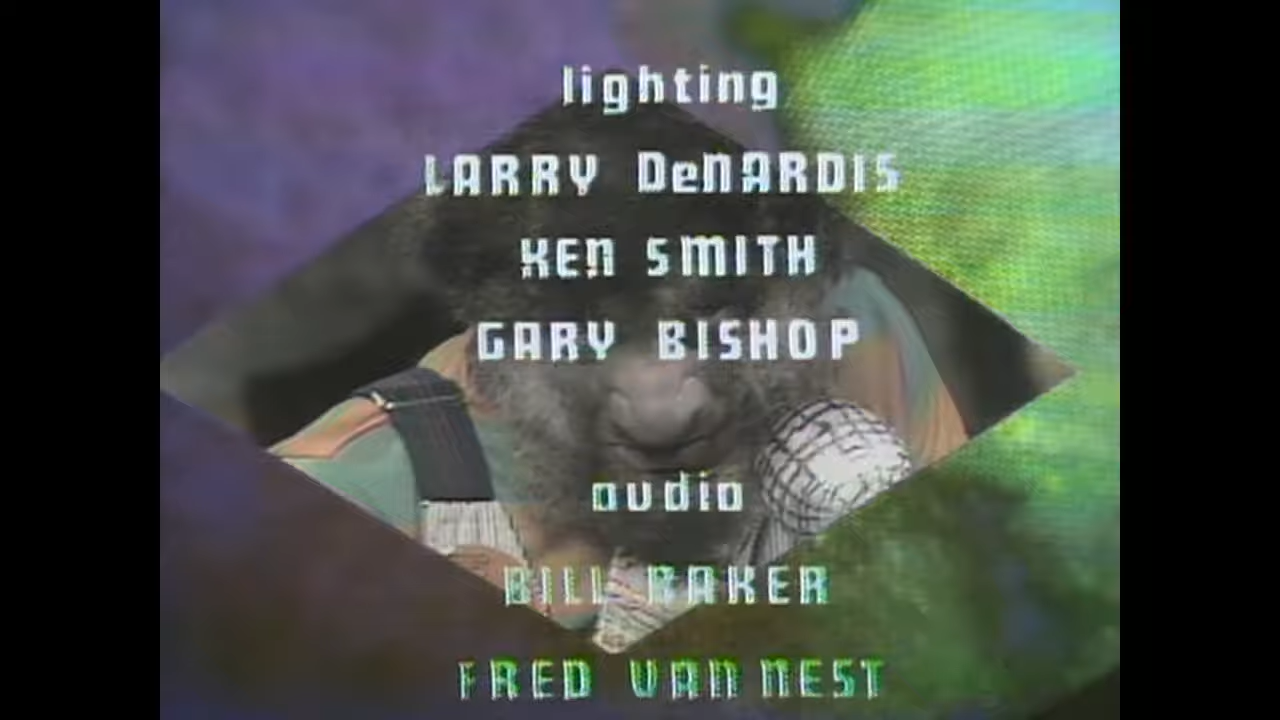 lighting
LARRY DeNARDIS
KEN SMITH
GARY BISHOP
audio
BILL BAKER
FRED VAN NEST